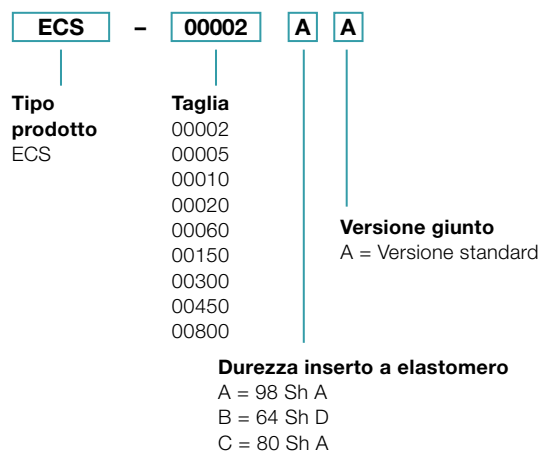 ECS – 00002 A A
Tipo prodotto
ECS
Taglia
00002
00005
00010
00020
00060
00150
00300
00450
00800
Versione giunto
A = Versione standard
Durezza inserto a elastomero
A = 98 Sh A
B = 64 Sh D
C = 80 Sh A